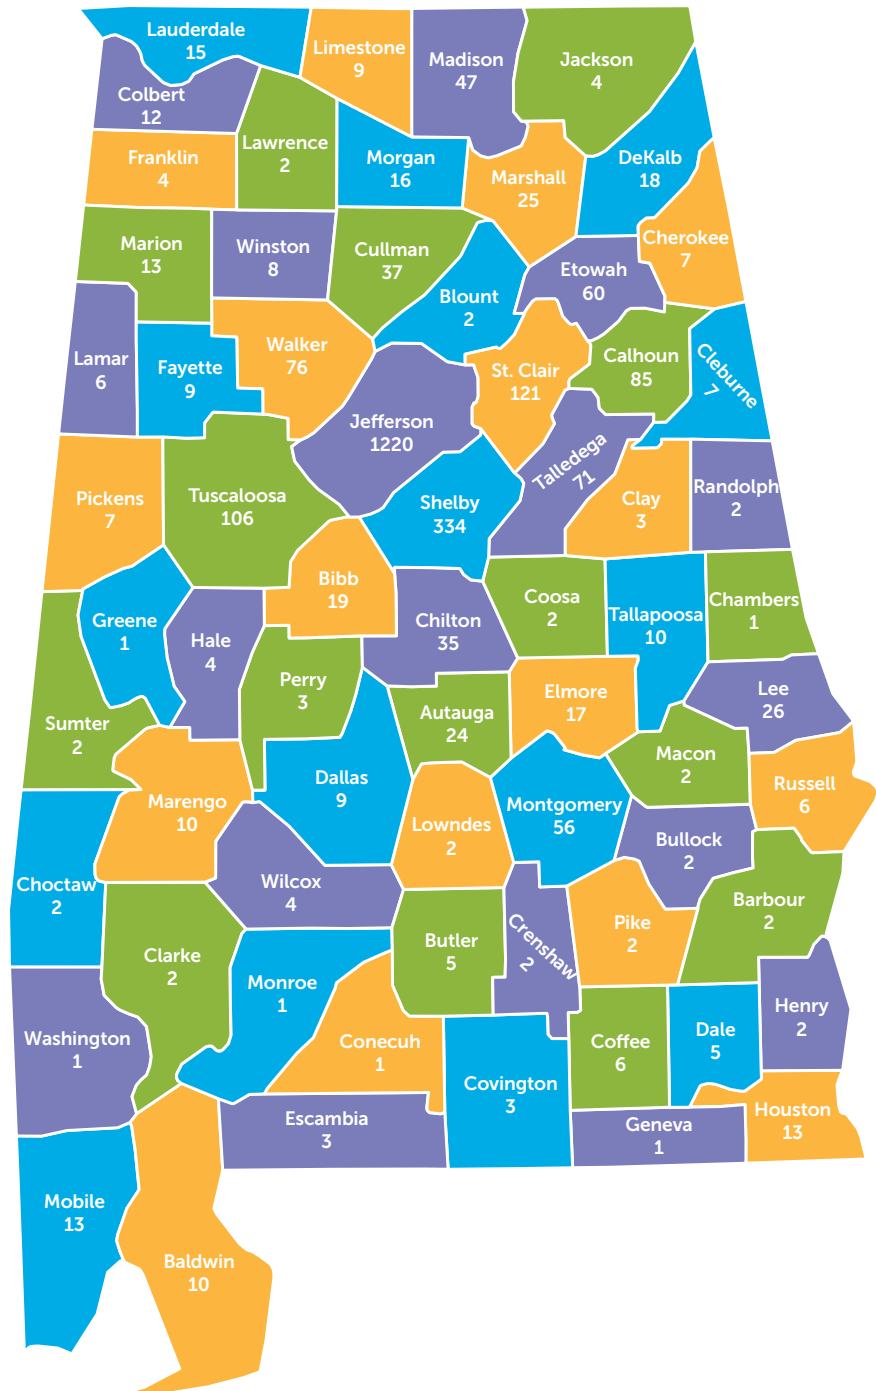 Lauderdale
15
Limestone
9
Madison
47
Jackson
4
Colbert
12
Lawrence
2
Franklin
4
Morgan
16
Marshall
25
DeKalb
18
Cherokee
7
Marion
13
Winston
8
Cullman
37
Etowah
60
Blount
2
Lamar
6
Fayette
9
Walker
76
St. Clair
121
Calhoun
85
Cleburne
7
Jefferson
1220
Talledega
71
Pickens
7
Tuscaloosa
106
Shelby
334
Clay
3
Randolph
2
Greene
1
Hale
4
Bibb
19
Chilton
35
Coosa
2
Tallapoosa
10
Chambers
1
Sumter
2
Perry
3
Autauga
24
Elmore
17
Lee
26
Macon
2
Russell
6
Marengo
10
Dallas
9
Lowndes
2
Montgomery
56
Bullock
2
Choctaw
2
Wilcox
4
Barbour
2
Clarke
2
Butler
5
Crenshaw
2
Pike
2
Monroe
1
Washington
1
Conecuh
1
Coffee
6
Dale
5
Henry
2
Covington
3
Escambia
3
Geneva
1
Houston
13
Mobile
13
Baldwin
10